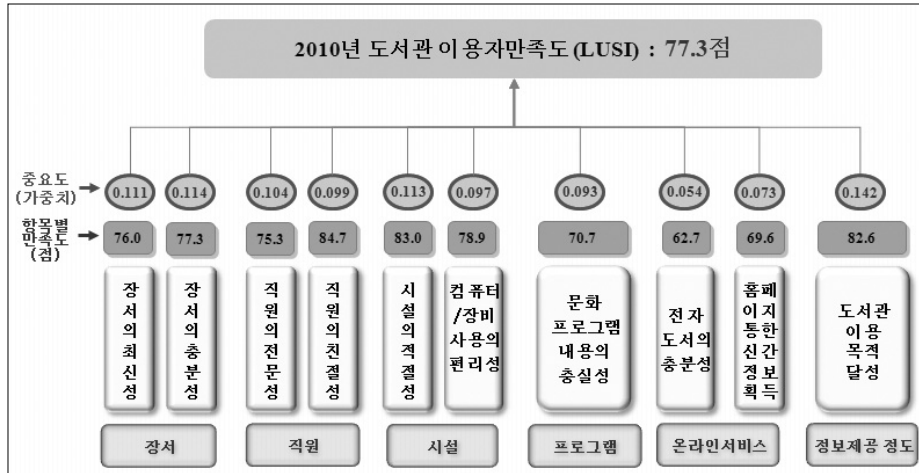 2010년 도서관 이용자만족도(LUSI) : 77.3점
중요도
(가중치)
0.111 0.114 0.104 0.099 0.113 0.097 0.093 0.054 0.073 0.142
항목별
만족도
(점)
76.0 77.3 75.3 84.7 83.0 78.9 70.7 62.7 69.6 82.6
장서의최신성
장서의충분성
직원의전문성
직원의친절성
시설의적절성
컴퓨터
/장비
사용의
편리성
문화
프로그램
내용의
충실성
전자
도서의
충분성
홈페
이지
통한
신간
정보
획득
도서관
이용
목적
달성
장서 직원 시설 프로그램 온라인서비스 정보제공 정도